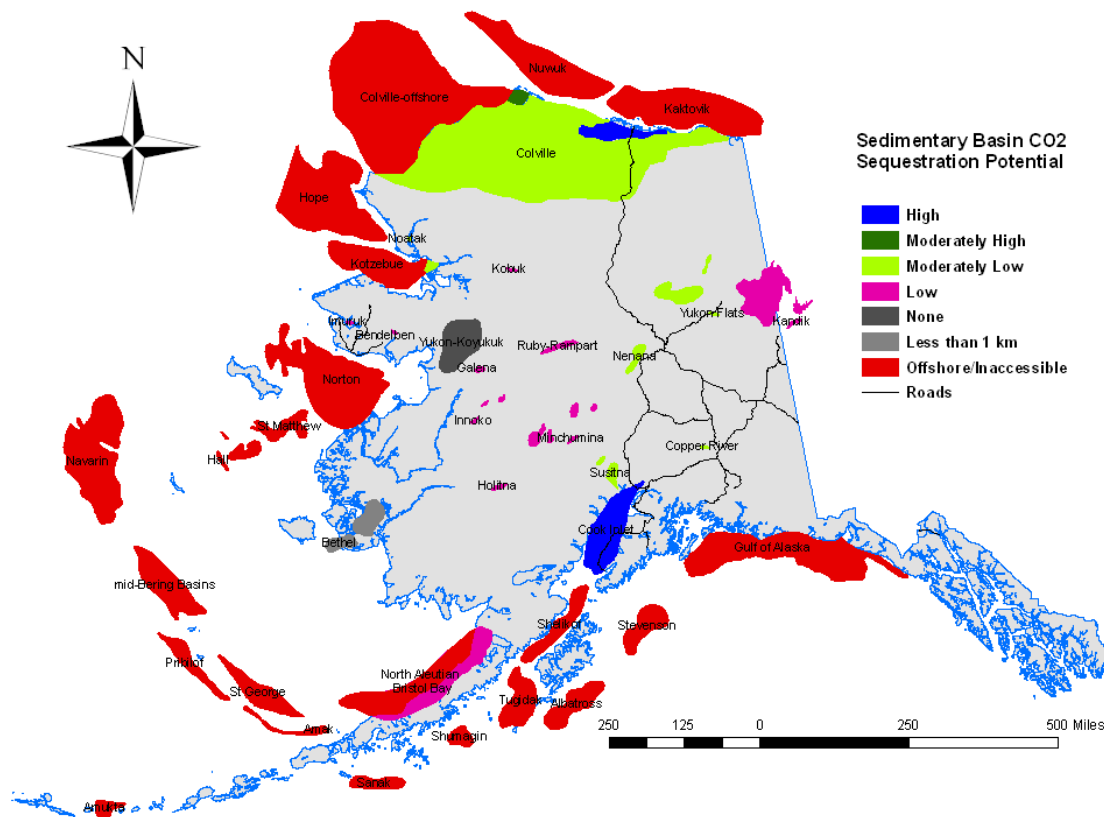 N
Nuwuk
Colville-offshore
Kaktovik
Colville
Sedimentary Basin CO2
Sequestration Potential
High
Moderately High
Moderately Low
Low
None
Less than 1 km
Offshore/Inaccessible
Roads
Hope
Noatak
Kotzebue
Kobuk
Imuruk
Bendelben
Yukon-Koyukuk
Ruby-Rampart
Yukon Flats
Kandik
Galena
Nenana
Norton
Innoko
St Matthew
Minchumina
Copper River
Hall
Navarin
Susitna
Holitna
Cook Inlet
Bethel
Gulf of Alaska
mid-Bering Basins
Shelikof
Stevenson
Pribilof
St George
North Aleutian
Bristol Bay
Tugidak
Albatross
Amak
Shumagin
Sanak
Amukta
250 125 0 250 500 Miles